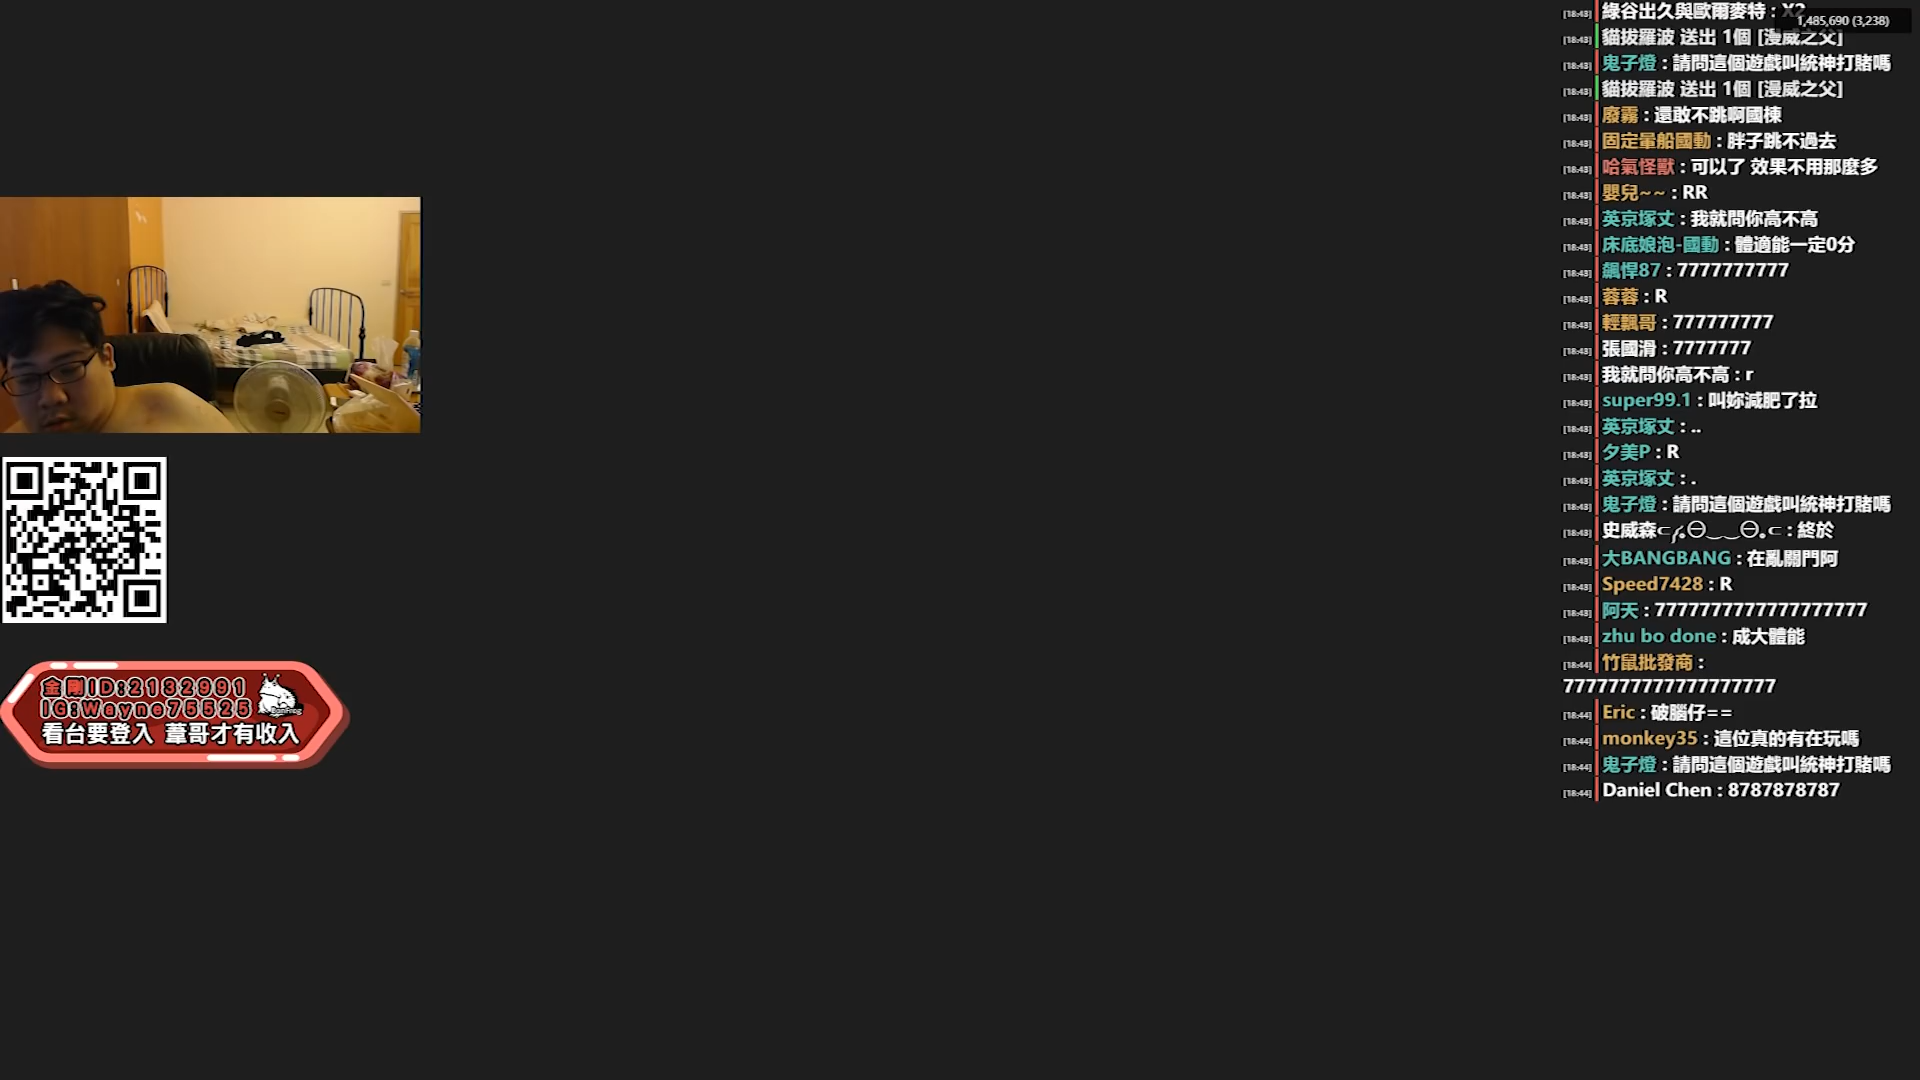 [18:43] 綠谷出久與歐爾麥特 : X2
1,485,690 (3,238)
[18:43] 貓拔羅波 送出 1個 [漫威之父]
[18:43] 鬼子燈 : 請問這個遊戲叫統神打賭嗎
[18:43] 貓拔羅波 送出 1個 [漫威之父]
[18:43] 廢霧 : 還敢不跳啊國棟
[18:43] 固定暈船國動 : 胖子跳不過去
[18:43] 哈氣怪獸 : 可以了 效果不用那麼多
[18:43] 嬰兒~~ : RR
[18:43] 英京塚丈 : 我就問你高不高
[18:43] 床底娘泡-國動 : 體適能一定0分
[18:43] 飆悍87 : 7777777777
[18:43] 蓉蓉 : R
[18:43] 輕飄哥 : 777777777
[18:43] 張國滑 : 7777777
[18:43] 我就問你高不高 : r
[18:43] super99.1 : 叫妳減肥了拉
[18:43] 英京塚丈 : ..
[18:43] 夕美P : R
[18:43] 英京塚丈 : .
[18:43] 鬼子燈 : 請問這個遊戲叫統神打賭嗎
[18:43] 史威森 : 終於
[18:43] 大BANGBANG : 在亂關門阿
[18:43] Speed7428 : R
[18:43] 阿天 : 7777777777777777777
[18:43] zhu bo done : 成大體能
[18:44] 竹鼠批發商 :
7777777777777777777
[18:44] Eric : 破腦仔==
[18:44] monkey35 : 這位真的有在玩嗎
[18:44] 鬼子燈 : 請問這個遊戲叫統神打賭嗎
[18:44] Daniel Chen : 8787878787
金剛ID:2132991
IG:Wayne75525
看台要登入 葦哥才有收入